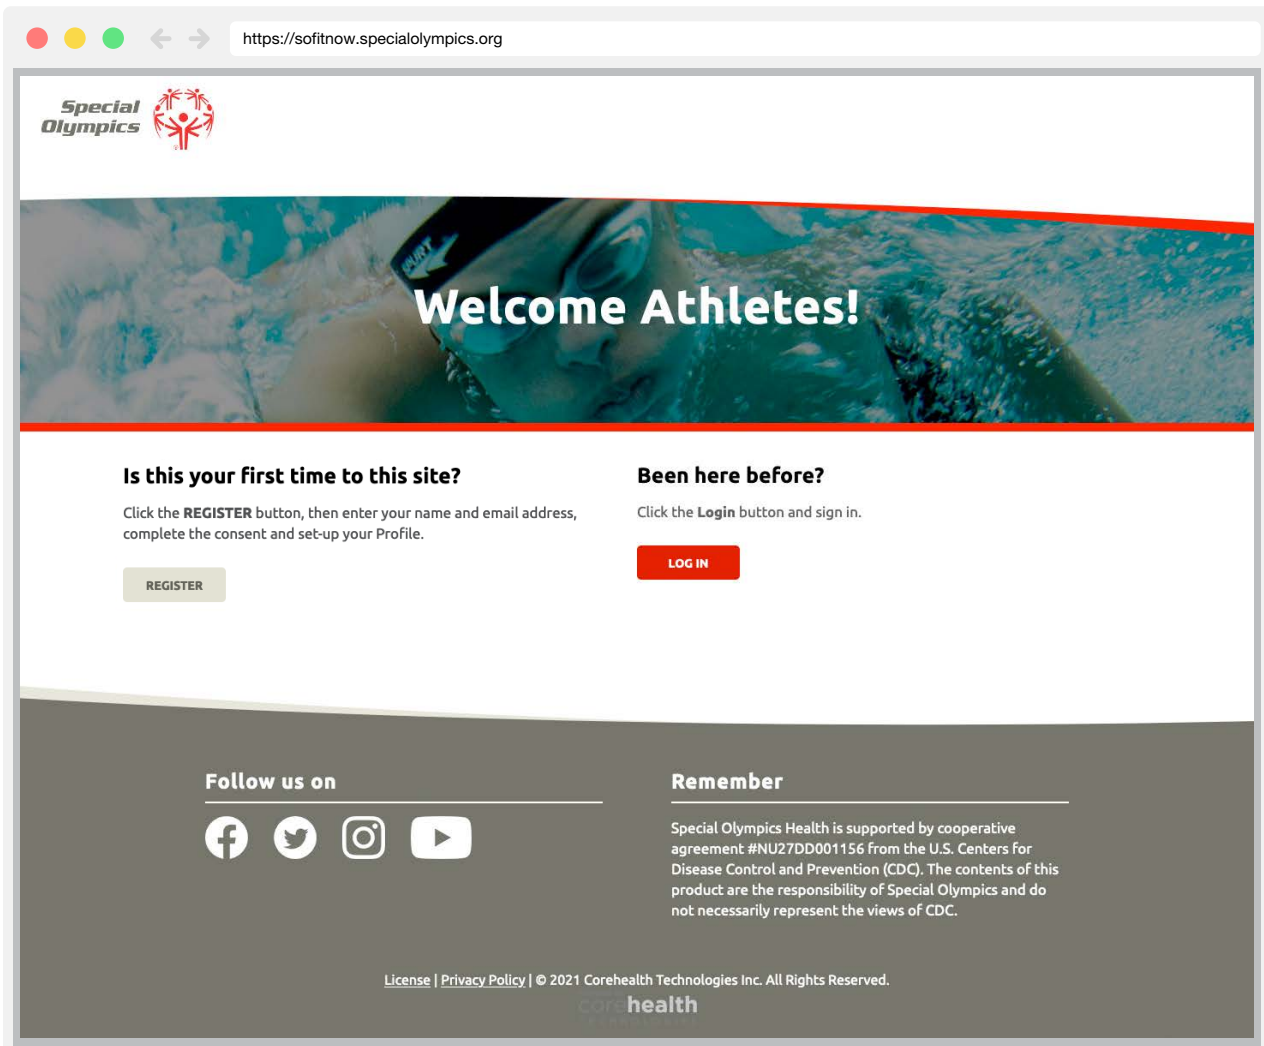 https://sofitnow.specialolympics.org
Special
Olympics
Welcome Athletes!
Is this your first time to this site?
Click the REGISTER button, then enter your name and email address,
complete the consent and set-up your Profile.
REGISTER
Been here before?
Click the Login button and sign in.
LOG IN
Follow us on
Remember
Special Olympics Health is supported by cooperative
agreement #NU27DD001156 from the U.S. Centers for
Disease Control and Prevention (CDC). The contents of this
product are the responsibility of Special Olympics and do
not necessarily represent the views of CDC.
License | Privacy Policy | © 2021 Corehealth Technologies Inc. All Rights Reserved.
corehealth
TECHNOLOGIES